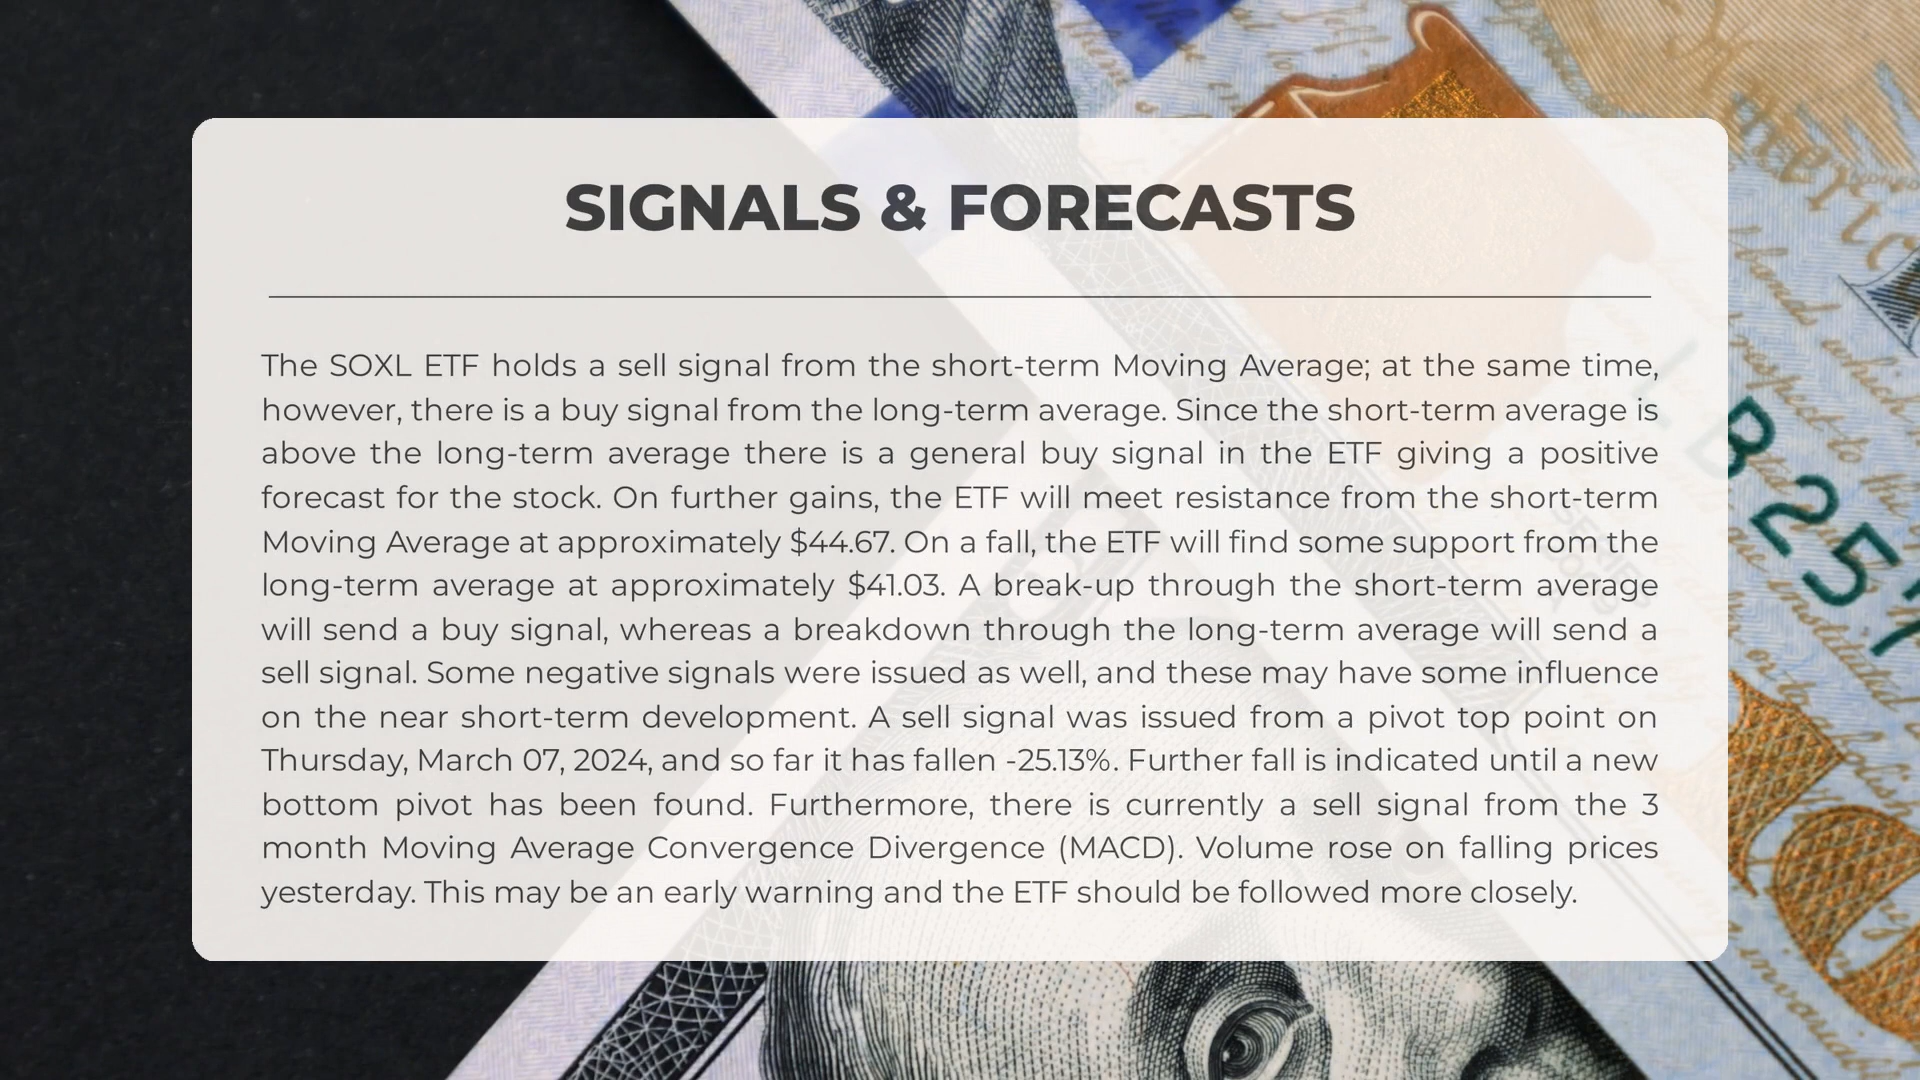 SIGNALS & FORECASTS
The SOXL ETF holds a sell signal from the short-term Moving Average; at the same time,
however, there is a buy signal from the long-term average. Since the short-term average is
above the long-term average there is a general buy signal in the ETF giving a positive
forecast for the stock. On further gains, the ETF will meet resistance from the short-term
Moving Average at approximately $44.67. On a fall, the ETF will find some support from the
long-term average at approximately $41.03. A break-up through the short-term average
will send a buy signal, whereas a breakdown through the long-term average will send a
sell signal. Some negative signals were issued as well, and these may have some influence
on the near short-term development. A sell signal was issued from a pivot top point on
Thursday, March 07, 2024, and so far it has fallen -25.13%. Further fall is indicated until a new
bottom pivot has been found. Furthermore, there is currently a sell signal from the 3
month Moving Average Convergence Divergence (MACD). Volume rose on falling prices
yesterday. This may be an early warning and the ETF should be followed more closely.